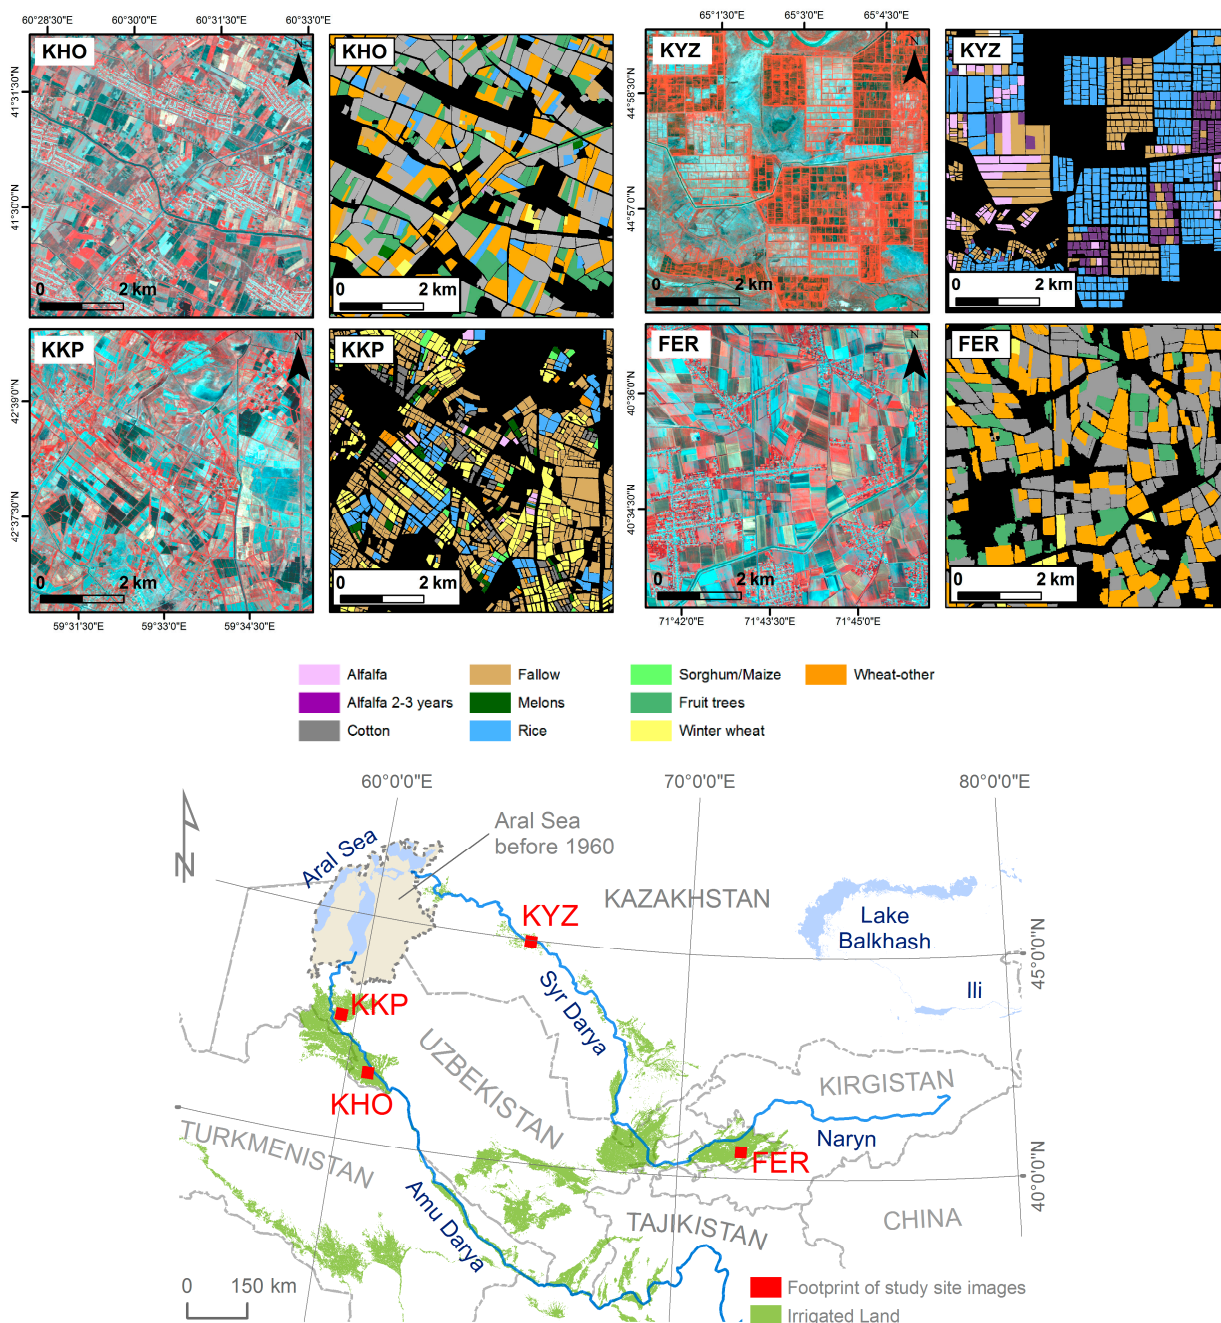 60°28'30"E 60°30'0"E 60°31'30"E 60°33'0"E
65°1'30"E 65°3'0"E 65°4'30"E
KHO
N
KHO
KYZ
N
KYZ
41°31'30"N
41°30'0"N
44°58'30"N
44°57'0"N
0 2 km
0 2 km
0 2 km
0 2 km
KKP
N
KKP
FER
N
FER
42°39'0"N
42°37'30"N
40°36'0"N
40°34'30"N
0 2 km
0 2 km
0 2 km
0 2 km
59°31'30"E 59°33'0"E 59°34'30"E
71°42'0"E 71°43'30"E 71°45'0"E
Alfalfa
Fallow
Sorghum/Maize
Wheat-other
Alfalfa 2-3 years
Melons
Fruit trees
Cotton
Rice
Winter wheat
60°0'0"E 70°0'0"E 80°0'0"E
N
Aral Sea
Aral Sea
before 1960
KAZAKHSTAN
KYZ
Lake
Balkhash
45°0'0"N
Ili
KKP
Syr Darya
UZBEKISTAN
KHO
KIRGISTAN
TURKMENISTAN
Naryn
FER
40°0'0"N
Amu Darya
TAJIKISTAN
CHINA
0 150 km
Footprint of study site images
Irrigated Land